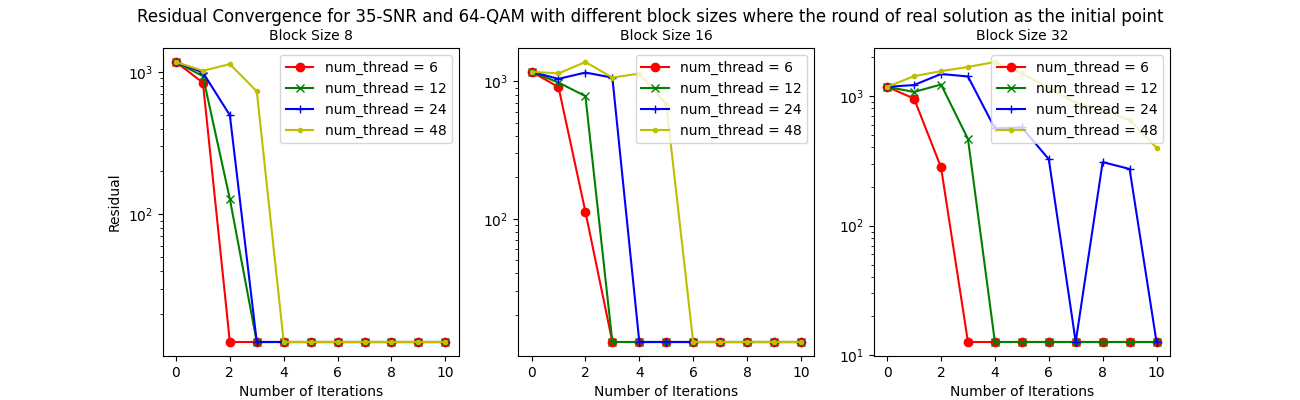 Residual Convergence for 35-SNR and 64-QAM with different block sizes where the round of real solution as the initial point
Block Size 8
Residual
10³
10²
num_thread = 6
num_thread = 12
num_thread = 24
num_thread = 48
0 2 4 6 8 10
Number of Iterations
Block Size 16
10³
10²
num_thread = 6
num_thread = 12
num_thread = 24
num_thread = 48
0 2 4 6 8 10
Number of Iterations
Block Size 32
10³
10²
10¹
num_thread = 6
num_thread = 12
num_thread = 24
num_thread = 48
0 2 4 6 8 10
Number of Iterations